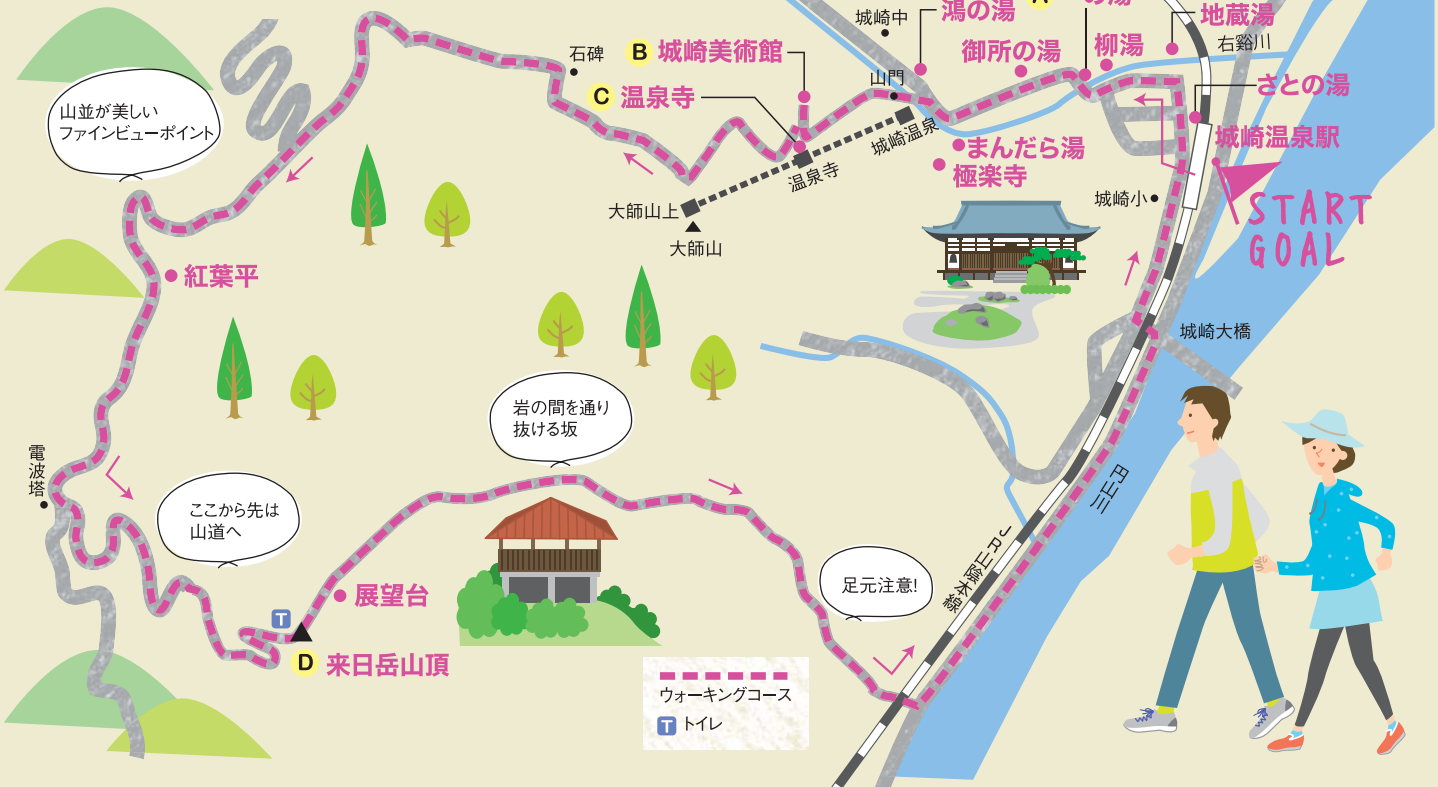 城崎中
鴻の湯
A
の湯
地蔵湯
右谿川
石碑
B 城崎美術館
御所の湯
柳湯
山門
C 温泉寺
さとの湯
城崎温泉駅
START
GOAL
山並が美しい
ファインビューポイント
城崎温泉
温泉寺
まんだら湯
極楽寺
城崎小
大師山上
大師山
紅葉平
城崎大橋
岩の間を通り
抜ける坂
電波塔
ここから先は
山道へ
円山川
JR山陰本線
足元注意!
展望台
T
D 来日岳山頂
ウォーキングコース
T トイレ